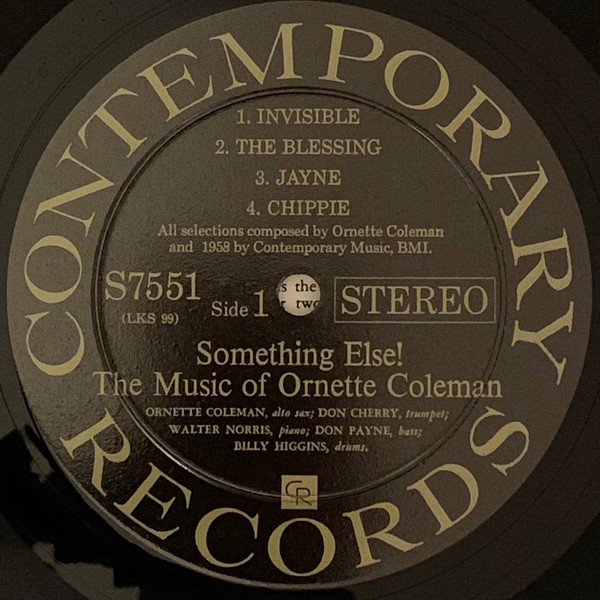 CONTEMPORARY
1. INVISIBLE
2. THE BLESSING
3. JAYNE
4. CHIPPIE
All selections composed by Ornette Coleman
and 1958 by Contemporary Music, BMI.
S7551
(LKS 99)
Side 1
s the
two
STEREO
Something Else!
The Music of Ornette Coleman
ORNETTE COLEMAN, alto sax; DON CHERRY, trumpet;
WALTER NORRIS, piano; DON PAYNE, bass;
BILLY HIGGINS, drums.
CR
RECORDS